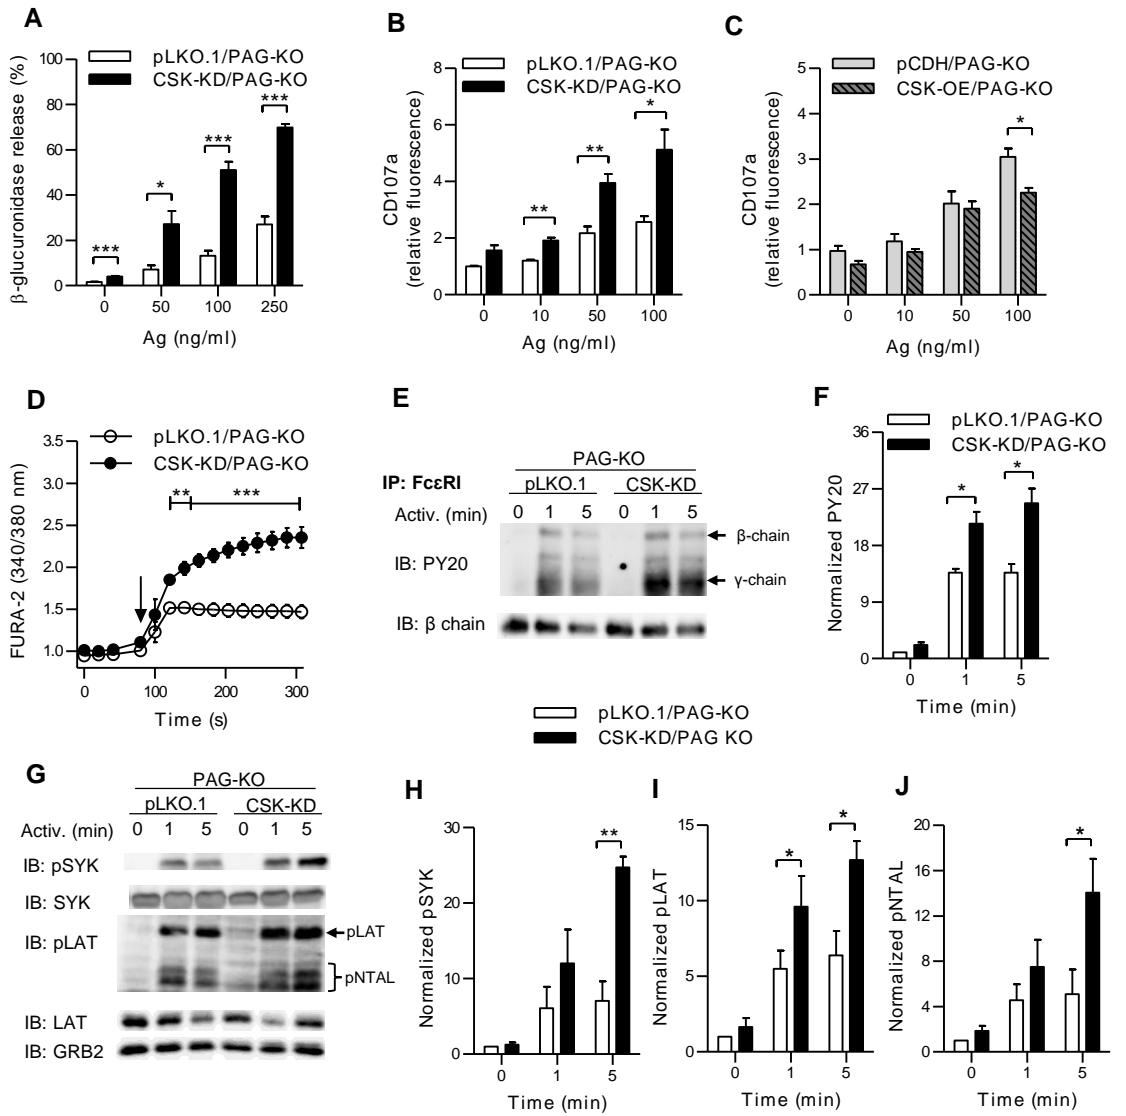 A
β-glucuronidase release (%)
100
80
60
40
20
0
pLKO.1/PAG-KO
CSK-KD/PAG-KO
***
*
***
***
0 50 100 250
Ag (ng/ml)
B
CD107a
(relative fluorescence)
8
6
4
2
0
pLKO.1/PAG-KO
CSK-KD/PAG-KO
**
**
*
0 10 50 100
Ag (ng/ml)
C
CD107a
(relative fluorescence)
5
4
3
2
1
0
pCDH/PAG-KO
CSK-OE/PAG-KO
*
0 10 50 100
Ag (ng/ml)
D
FURA-2 (340/380 nm)
3.5
3.0
2.5
2.0
1.5
1.0
pLKO.1/PAG-KO
CSK-KD/PAG-KO
** ***
0 100 200 300
Time (s)
E
PAG-KO
IP: FcεRI
pLKO.1 CSK-KD
Activ. (min) 0 1 5 0 1 5
β-chain
IB: PY20
γ-chain
IB: β chain
F
Normalized PY20
36
27
18
9
0
pLKO.1/PAG-KO
CSK-KD/PAG-KO
*
*
0 1 5
Time (min)
pLKO.1/PAG-KO
CSK-KD/PAG KO
G
PAG-KO
pLKO.1 CSK-KD
Activ. (min) 0 1 5 0 1 5
IB: pSYK
IB: SYK
IB: pLAT
pLAT
pNTAL
IB: LAT
IB: GRB2
H
Normalized pSYK
30
20
10
0
**
0 1 5
Time (min)
I
Normalized pLAT
15
10
5
0
*
*
0 1 5
Time (min)
J
Normalized pNTAL
20
16
12
8
4
0
*
0 1 5
Time (min)